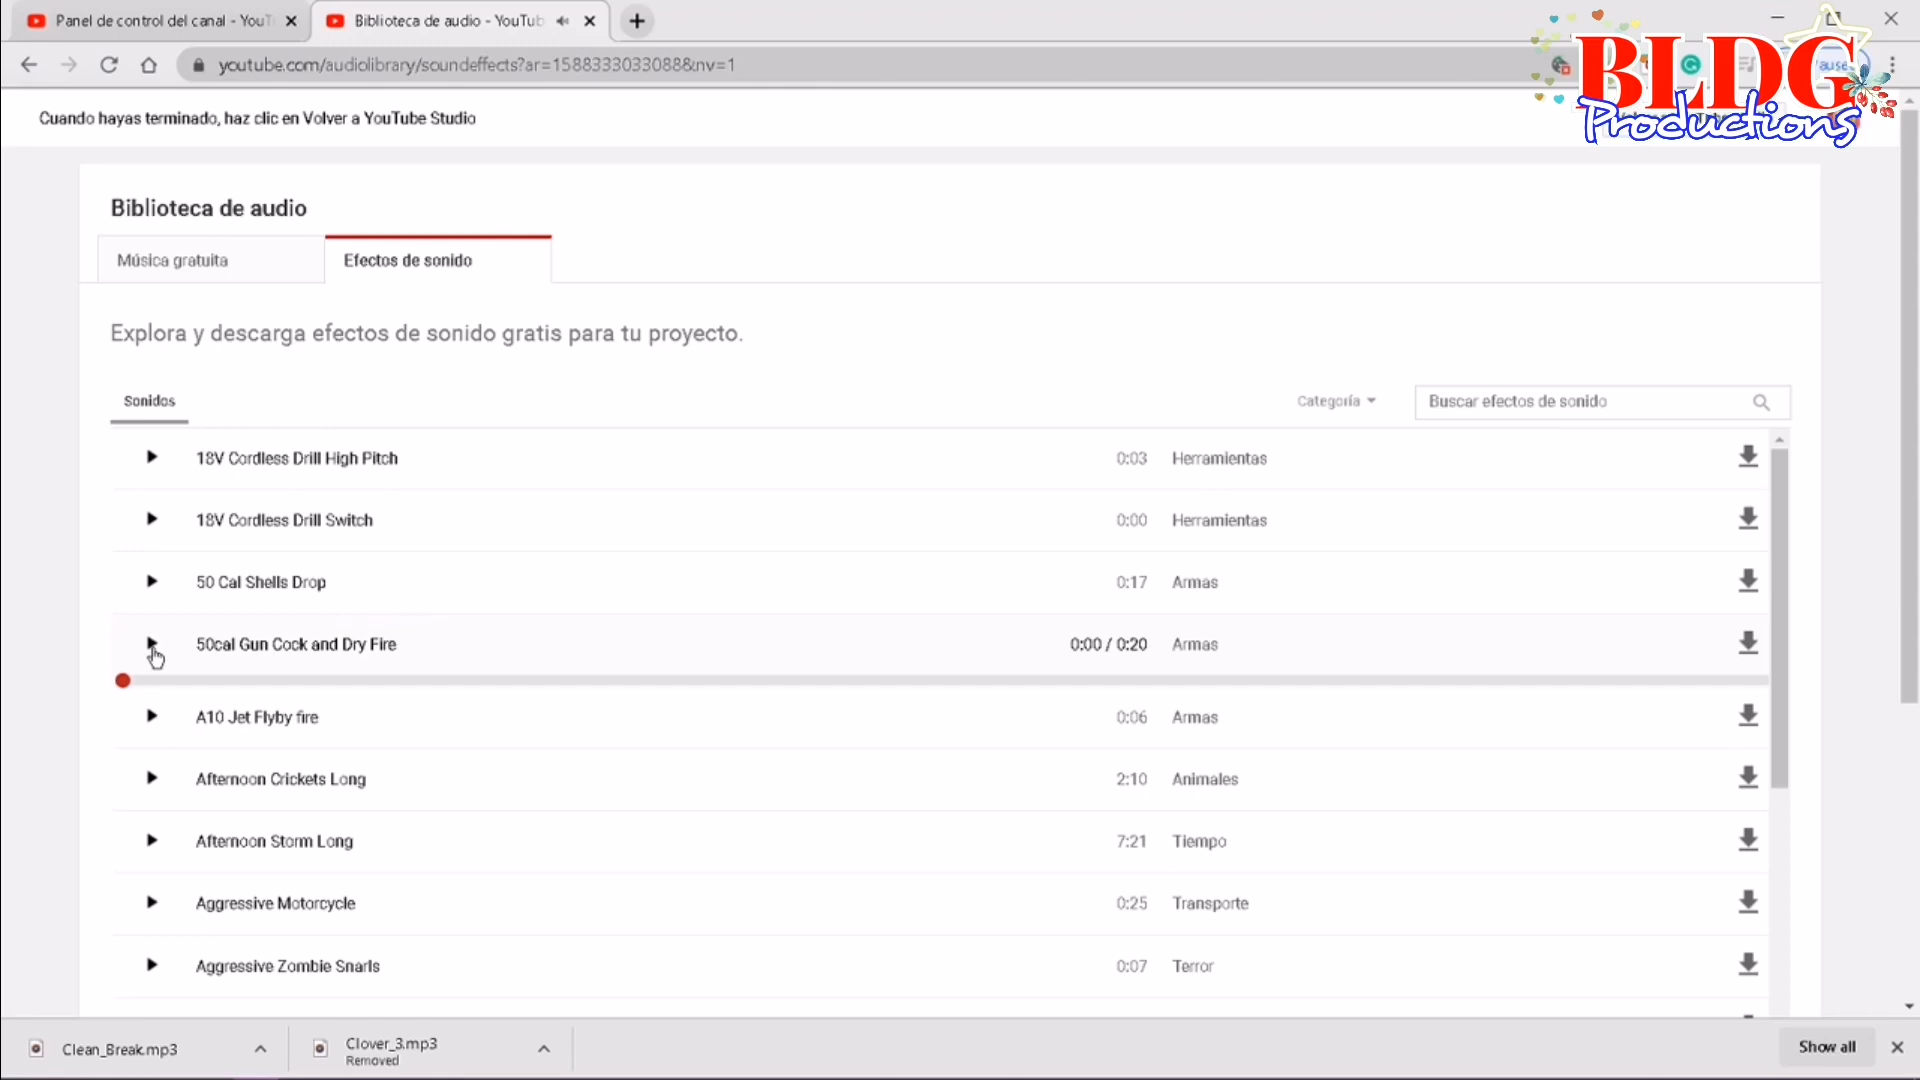 Panel de control del canal - YouT
Biblioteca de audio - YouTub
youtube.com/audiolibrary/soundeffects?ar=1588333033088&nv=1
BLDG
Productions
Cuando hayas terminado, haz clic en Volver a YouTube Studio
Biblioteca de audio
Música gratuita
Efectos de sonido
Explora y descarga efectos de sonido gratis para tu proyecto.
Sonidos
Categoría
Buscar efectos de sonido
18V Cordless Drill High Pitch 0:03 Herramientas
18V Cordless Drill Switch 0:00 Herramientas
50 Cal Shells Drop 0:17 Armas
50cal Gun Cock and Dry Fire 0:00 / 0:20 Armas
A10 Jet Flyby fire 0:06 Armas
Afternoon Crickets Long 2:10 Animales
Afternoon Storm Long 7:21 Tiempo
Aggressive Motorcycle 0:25 Transporte
Aggressive Zombie Snarls 0:07 Terror
Clean_Break.mp3
Clover_3.mp3
Removed
Show all